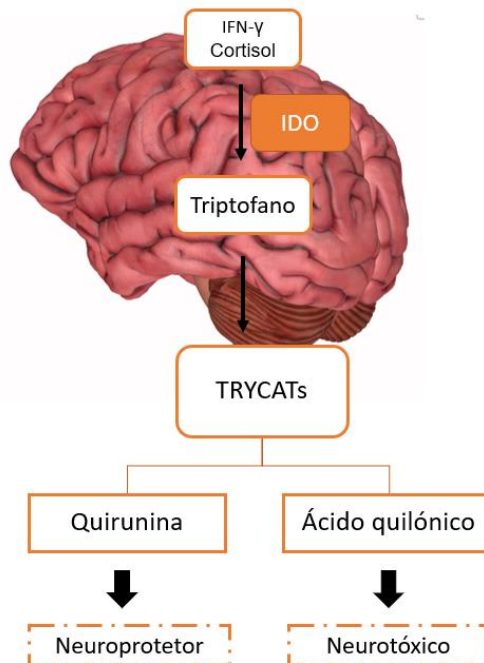 IFN-γ
Cortisol
IDO
Triptofano
TRYCATs
Quirunina
Ácido quilónico
Neuroprotetor
Neurotóxico